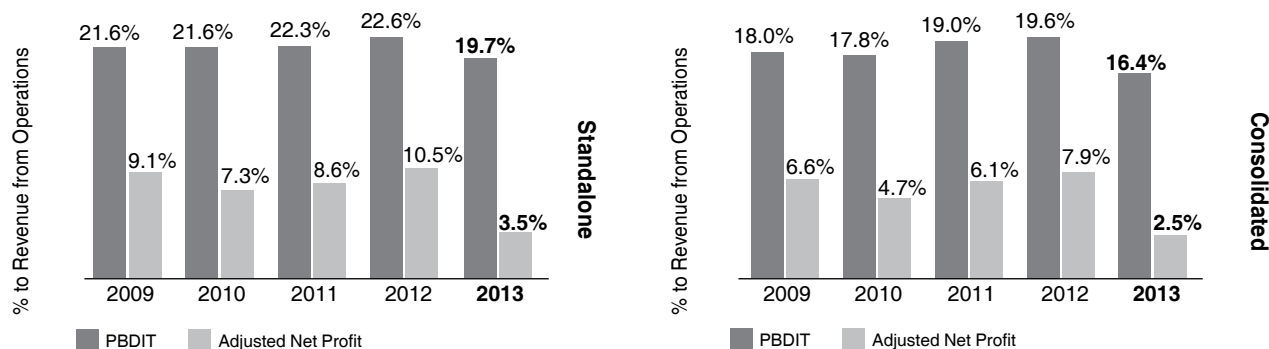 % to Revenue from Operations
21.6%
9.1%
21.6%
7.3%
22.3%
8.6%
22.6%
10.5%
19.7%
3.5%
2009 2010 2011 2012 2013
PBDIT Adjusted Net Profit
Standalone
% to Revenue from Operations
18.0%
6.6%
17.8%
4.7%
19.0%
6.1%
19.6%
7.9%
16.4%
2.5%
2009 2010 2011 2012 2013
PBDIT Adjusted Net Profit
Consolidated